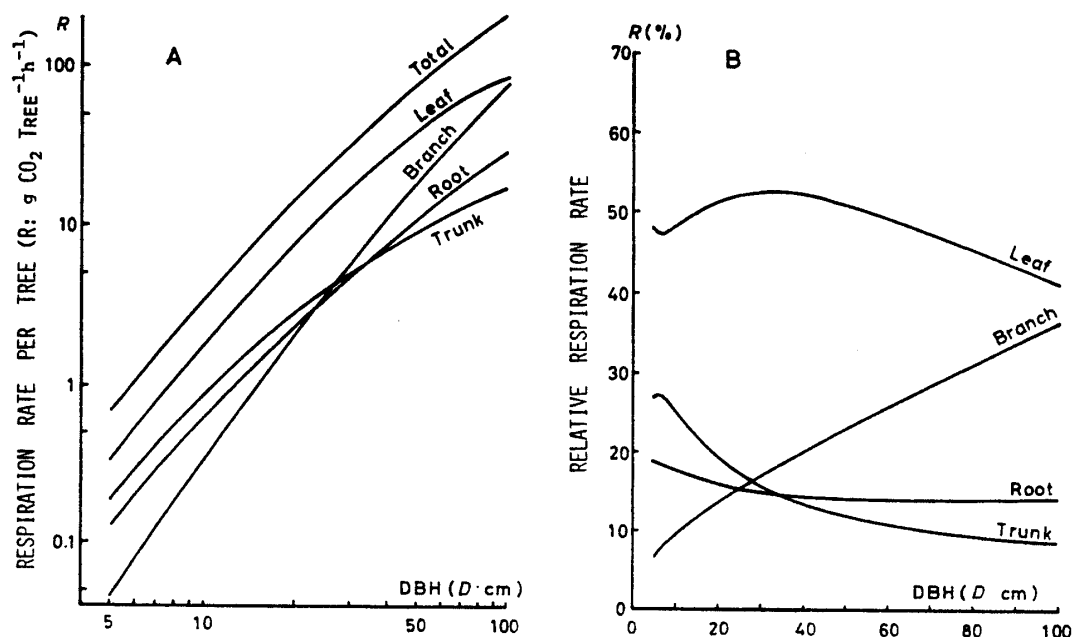 R
A
100
10
1
0.1
5
10
50
100
RESPIRATION RATE PER TREE (R: g CO₂ TREE⁻¹h⁻¹)
Total
Leaf
Branch
Root
Trunk
DBH (D·cm)
R (%)
B
70
60
50
40
30
20
10
0
0
20
40
60
80
100
RELATIVE RESPIRATION RATE
Leaf
Branch
Root
Trunk
DBH (D cm)